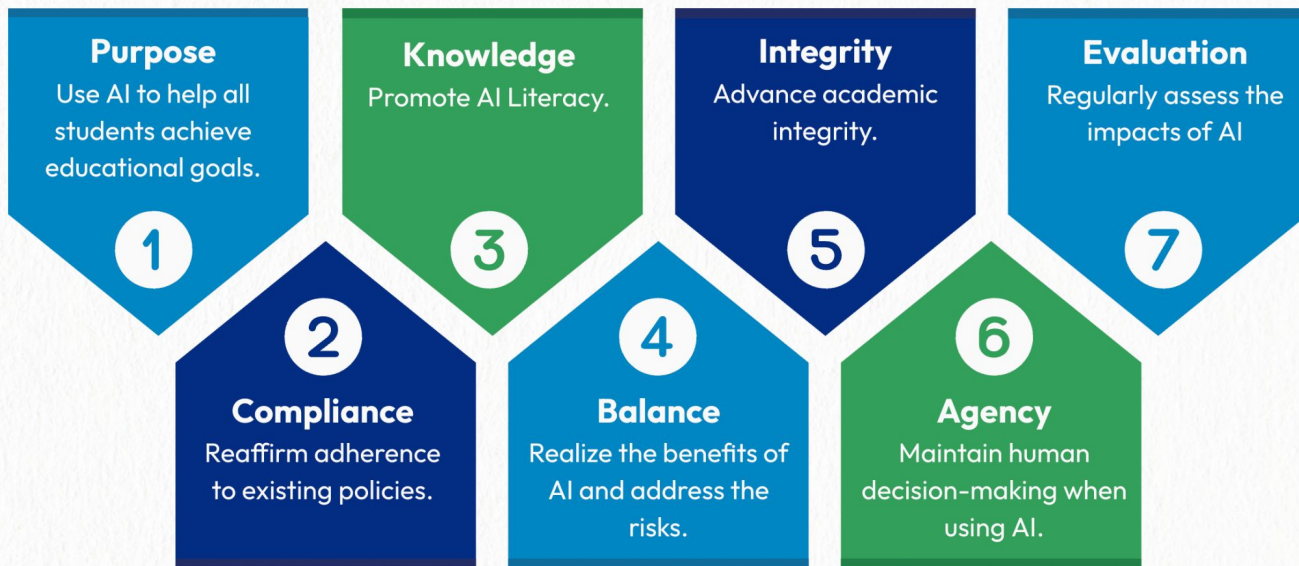 Purpose
Use AI to help all
students achieve
educational goals.
1
2
Compliance
Reaffirm adherence
to existing policies.
Knowledge
Promote AI Literacy.
3
4
Balance
Realize the benefits of
AI and address the
risks.
Integrity
Advance academic
integrity.
5
6
Agency
Maintain human
decision-making when
using AI.
Evaluation
Regularly assess the
impacts of AI
7